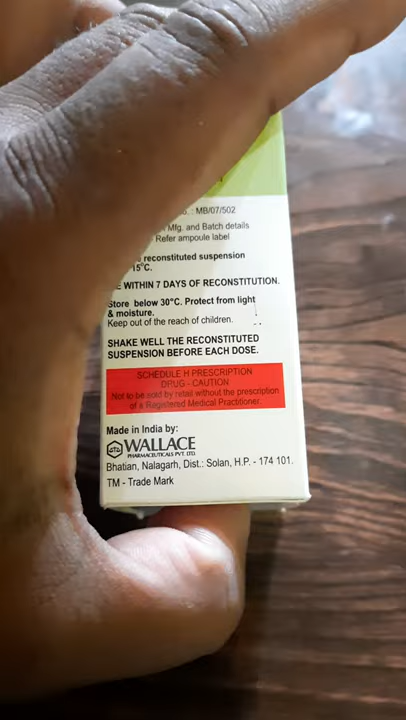 : MB/07/502
Mfg. and Batch details
Refer ampoule label
reconstituted suspension
15°C.
WITHIN 7 DAYS OF RECONSTITUTION.
Store below 30°C. Protect from light
& moisture.
Keep out of the reach of children.
SHAKE WELL THE RECONSTITUTED
SUSPENSION BEFORE EACH DOSE.
SCHEDULE H PRESCRIPTION
DRUG - CAUTION
Not to be sold by retail without the prescription
of a Registered Medical Practitioner.
Made in India by:
WALLACE
PHARMACEUTICALS PVT. LTD.
Bhatian, Nalagarh, Dist.: Solan, H.P. - 174 101.
TM - Trade Mark